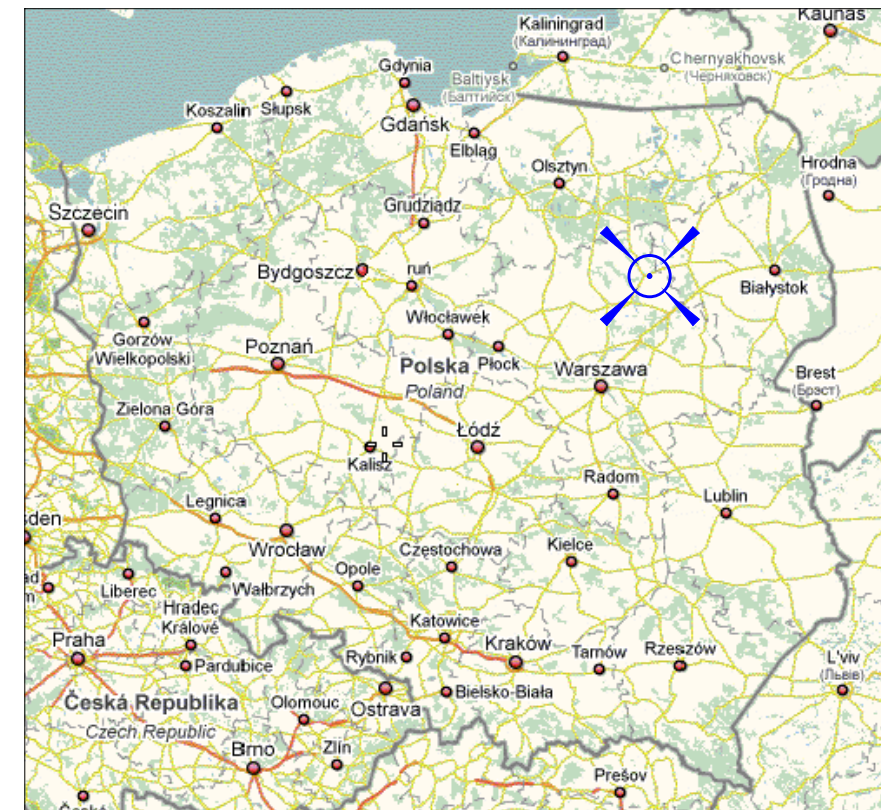 Kaliningrad
(Калининград)
Kaunas
Gdynia
Baltiysk
(Балтийск)
Chernyakhovsk
(Черняховск)
Koszalin
Słupsk
Gdańsk
Elbląg
Olsztyn
Hrodna
(Гродна)
Szczecin
Grudziądz
Bydgoszcz
ruń
Białystok
Włocławek
Gorzów
Wielkopolski
Poznań
Polska
Poland
Płock
Warszawa
Brest
(Брэст)
Zielona Góra
Łódź
Kalisz
Radom
Lublin
Legnica
sden
Wrocław
Częstochowa
Kielce
Opole
ad
m
Liberec
Wałbrzych
Hradec
Králové
Katowice
Praha
Kraków
Tarnów
Rzeszów
Rybnik
Pardubice
L'viv
(Львів)
Česká Republika
Czech Republic
Olomouc
Ostrava
Bielsko-Biała
Brno
Zlín
Prešov